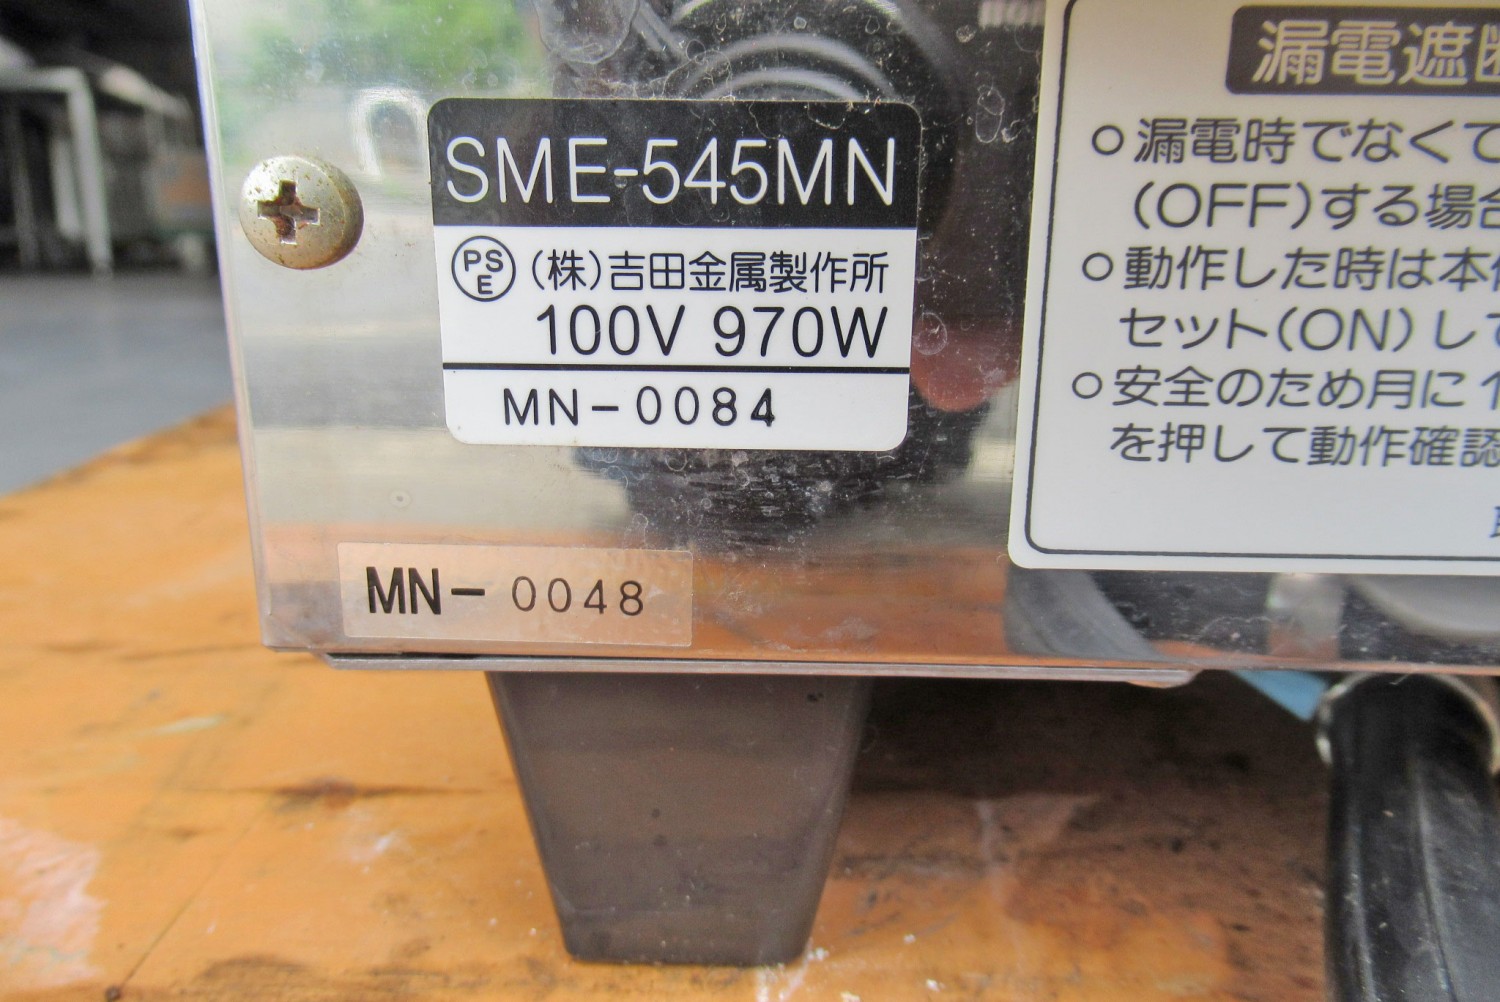 SME-545MN
PSE (株)吉田金属製作所
100V 970W
MN-0084
MN- 0048
漏電遮断
○漏電時でなくて
(OFF)する場合
○動作した時は本
セット(ON)して
○安全のため月に1
を押して動作確認